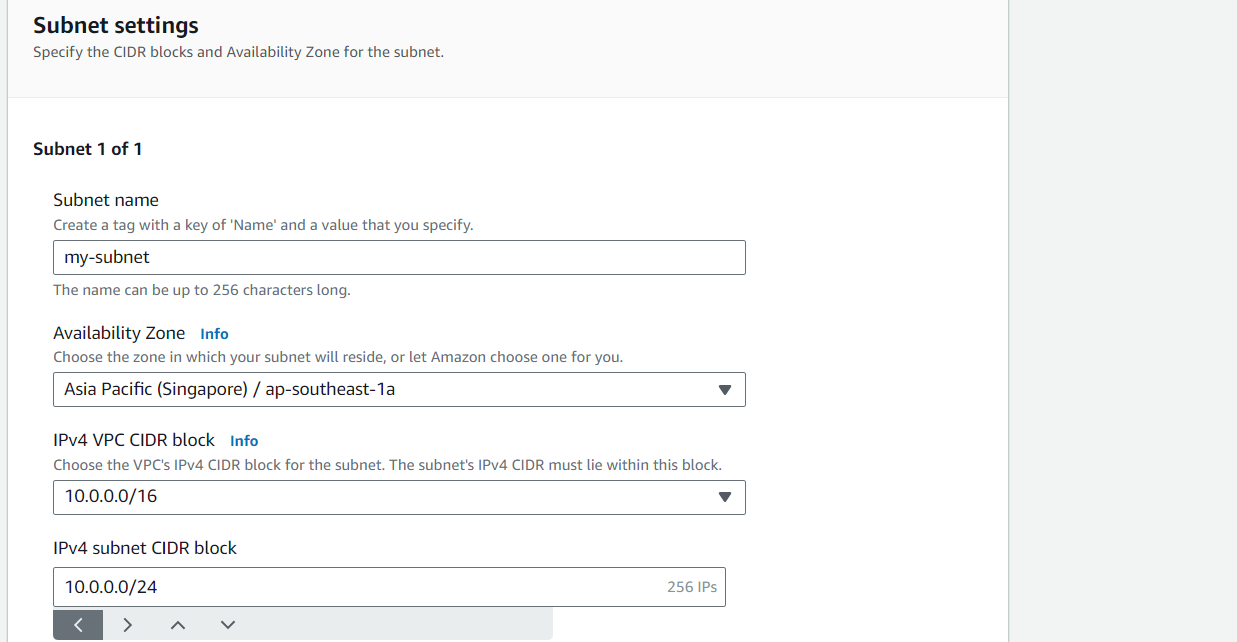 Subnet settings
Specify the CIDR blocks and Availability Zone for the subnet.
Subnet 1 of 1
Subnet name
Create a tag with a key of 'Name' and a value that you specify.
my-subnet
The name can be up to 256 characters long.
Availability Zone Info
Choose the zone in which your subnet will reside, or let Amazon choose one for you.
Asia Pacific (Singapore) / ap-southeast-1a
IPv4 VPC CIDR block Info
Choose the VPC's IPv4 CIDR block for the subnet. The subnet's IPv4 CIDR must lie within this block.
10.0.0.0/16
IPv4 subnet CIDR block
10.0.0.0/24 256 IPs